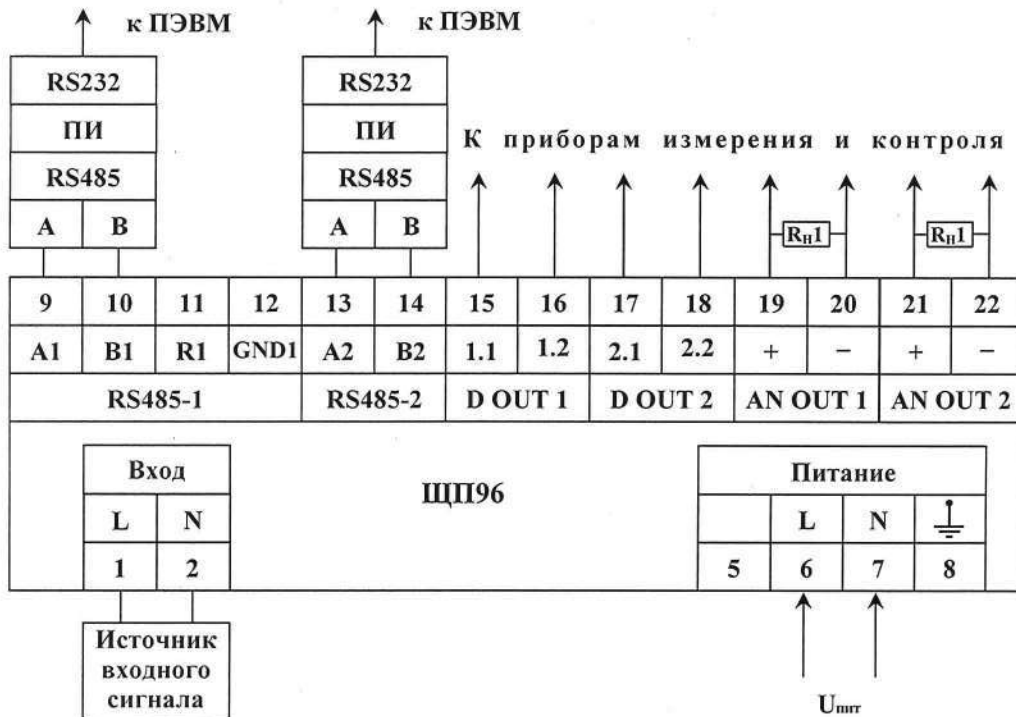 к ПЭВМ к ПЭВМ
RS232 RS232
ПИ ПИ
К приборам измерения и контроля
RS485 RS485
A B A B
Rн1 Rн1
9 10 11 12 13 14 15 16 17 18 19 20 21 22
A1 B1 R1 GND1 A2 B2 1.1 1.2 2.1 2.2 + − + −
RS485-1 RS485-2 D OUT 1 D OUT 2 AN OUT 1 AN OUT 2
Вход ЩП96 Питание
L N L N
1 2 5 6 7 8
Источник
входного
сигнала
Uпит